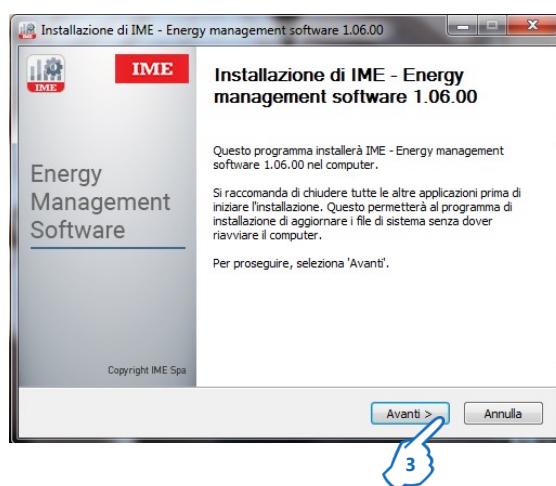 Installazione di IME - Energy management software 1.06.00
IME
IME
Energy
Management
Software
Copyright IME Spa
Installazione di IME - Energy
management software 1.06.00
Questo programma installerà IME - Energy management
software 1.06.00 nel computer.
Si raccomanda di chiudere tutte le altre applicazioni prima di
iniziare l'installazione. Questo permetterà al programma di
installazione di aggiornare i file di sistema senza dover
riavviare il computer.
Per proseguire, seleziona 'Avanti'.
Avanti >
Annulla
3